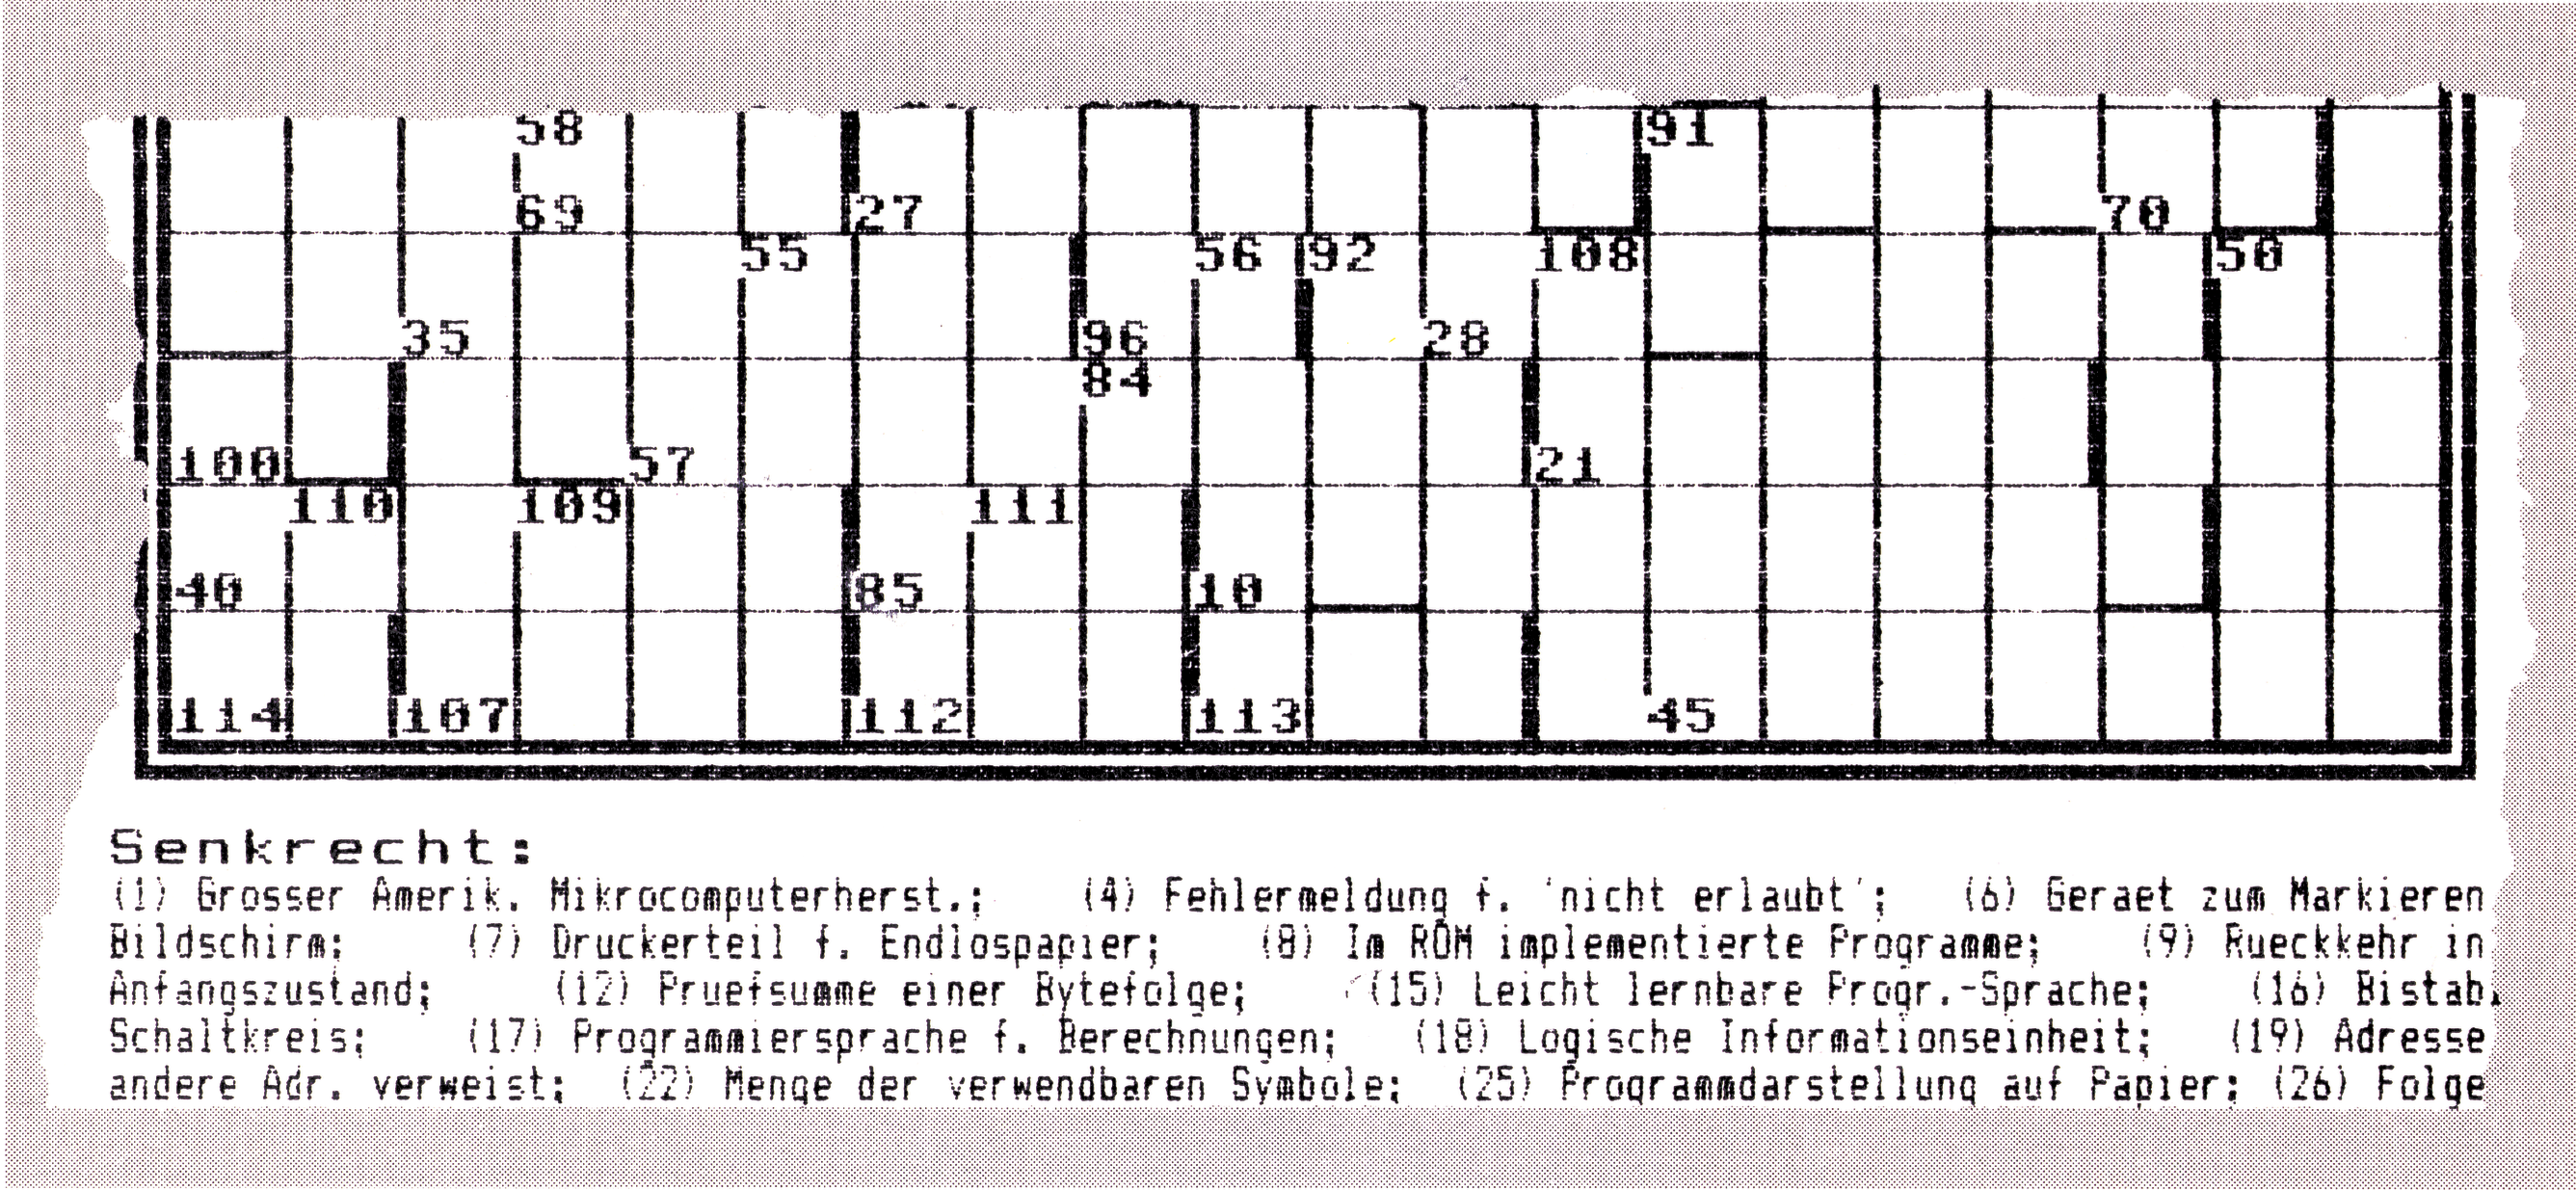 58 91
69 27 70
55 56 92 108 50
35 96 28
84
100 57 21
110 109 111
40 85 10
114 107 112 113 45
Senkrecht:
(1) Grosser Amerik. Mikrocomputerherst.; (4) Fehlermeldung f. 'nicht erlaubt'; (6) Geraet zum Markieren
Bildschirm; (7) Druckerteil f. Endlospapier; (8) Im ROM implementierte Programme; (9) Rueckkehr in
Anfangszustand; (12) Pruefsumme einer Bytefolge; (15) Leicht lernbare Progr.-Sprache; (16) Bistab.
Schaltkreis; (17) Programmiersprache f. Berechnungen; (18) Logische Informationseinheit; (19) Adresse
andere Adr. verweist; (22) Menge der verwendbaren Symbole; (25) Programmdarstellung auf Papier; (26) Folge